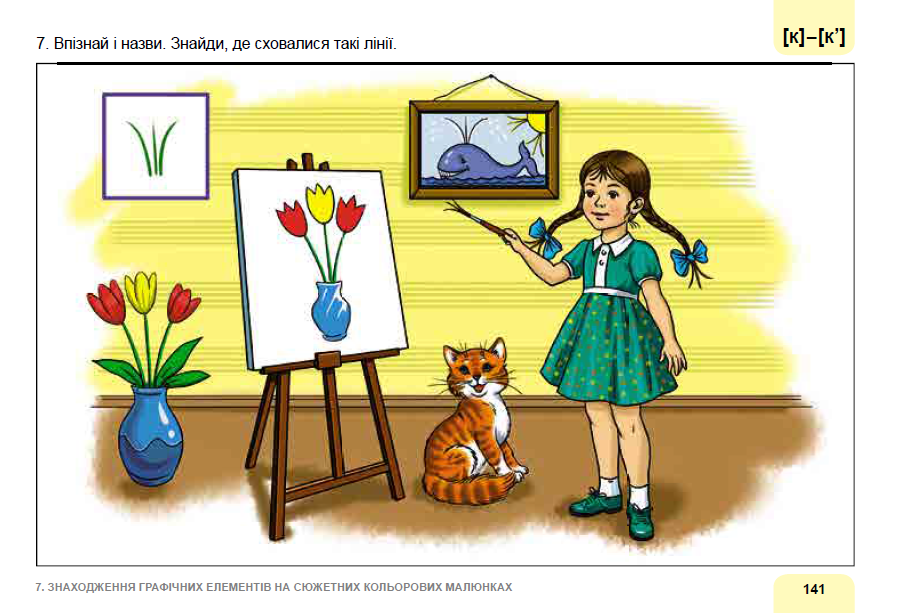 [к]–[к’]
7. Впізнай і назви. Знайди, де сховалися такі лінії.
7. ЗНАХОДЖЕННЯ ГРАФІЧНИХ ЕЛЕМЕНТІВ НА СЮЖЕТНИХ КОЛЬОРОВИХ МАЛЮНКАХ
141